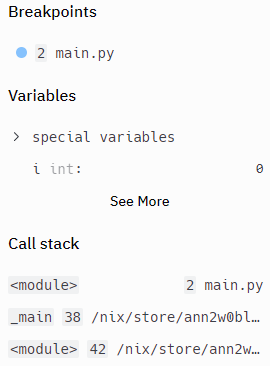 Breakpoints
2 main.py
Variables
special variables
i int: 0
See More
Call stack
<module> 2 main.py
_main 38 /nix/store/ann2w0bl…
<module> 42 /nix/store/ann2w…